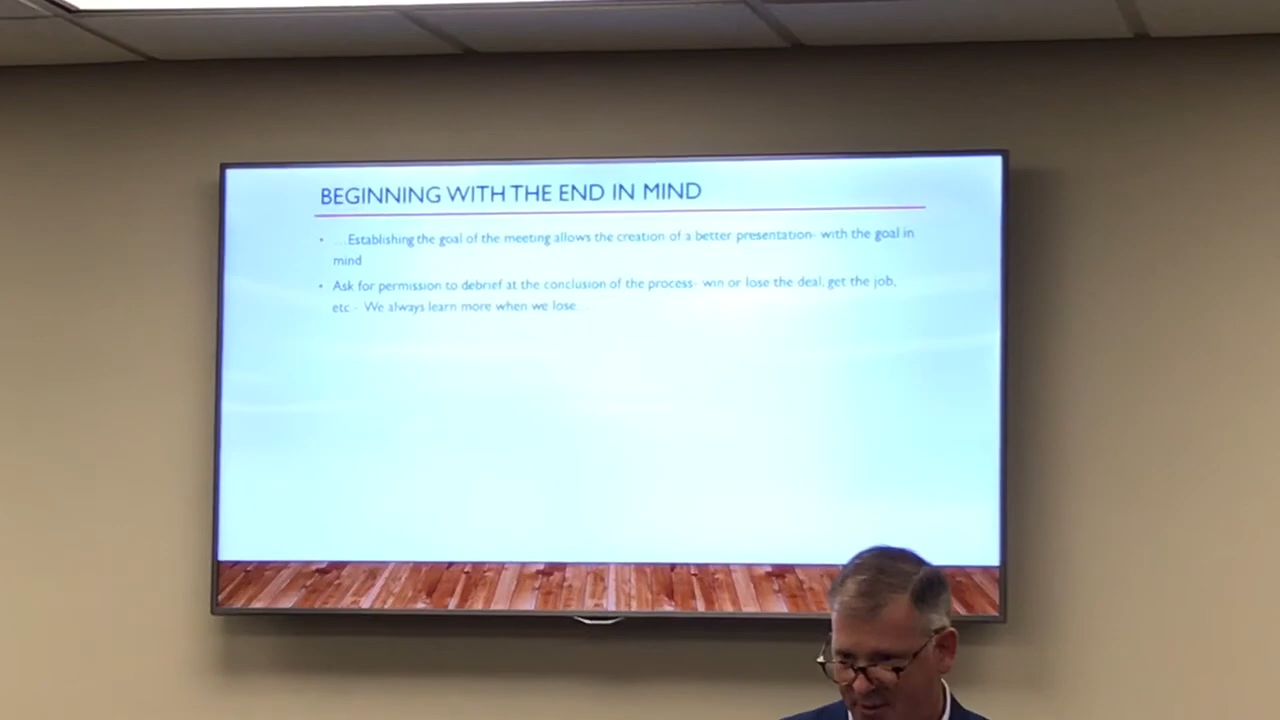 BEGINNING WITH THE END IN MIND
• …Establishing the goal of the meeting allows the creation of a better presentation- with the goal in
mind
• Ask for permission to debrief at the conclusion of the process- win or lose the deal, get the job,
etc - We always learn more when we lose…